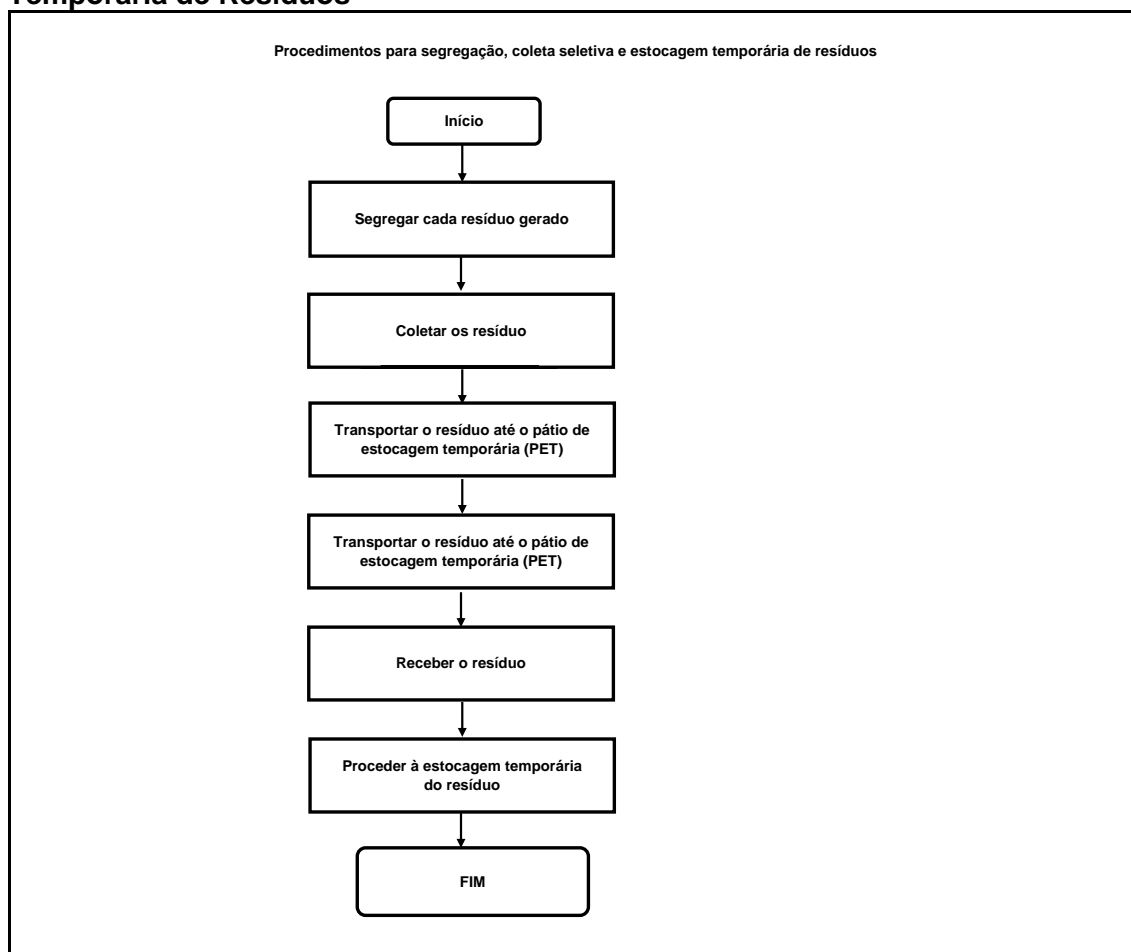 Temporária de Resíduos
Procedimentos para segregação, coleta seletiva e estocagem temporária de resíduos
Início
Segregar cada resíduo gerado
Coletar os resíduo
Transportar o resíduo até o pátio de
estocagem temporária (PET)
Transportar o resíduo até o pátio de
estocagem temporária (PET)
Receber o resíduo
Proceder à estocagem temporária
do resíduo
FIM